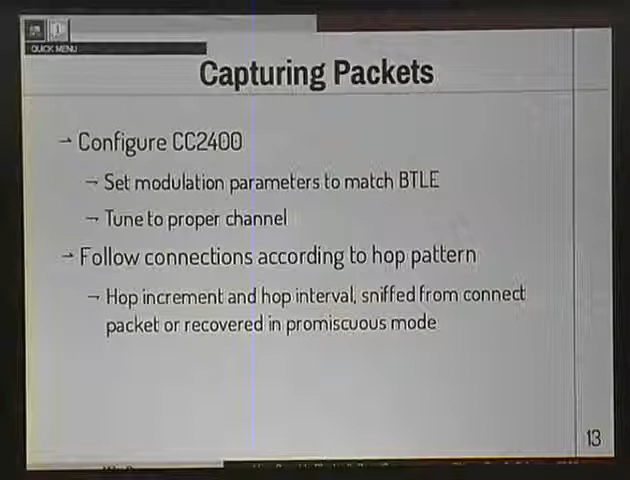 QUICK MENU
Capturing Packets
→ Configure CC2400
→ Set modulation parameters to match BTLE
→ Tune to proper channel
→ Follow connections according to hop pattern
→ Hop increment and hop interval, sniffed from connect
packet or recovered in promiscuous mode
13